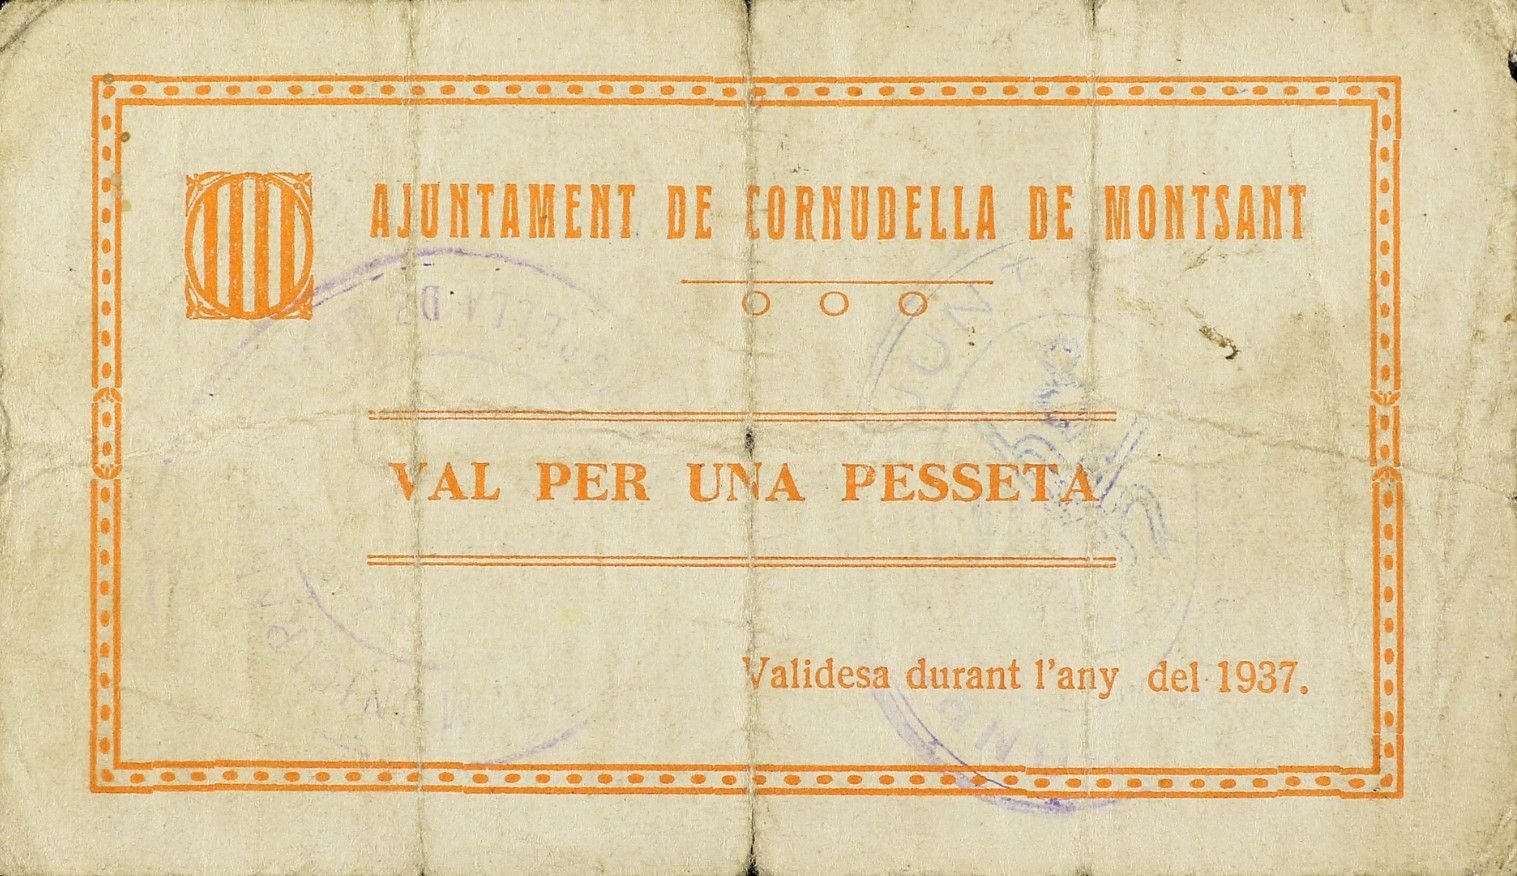 AJUNTAMENT DE CORNUDELLA DE MONTSANT
VAL PER UNA PESSETA
Validesa durant l'any del 1937.